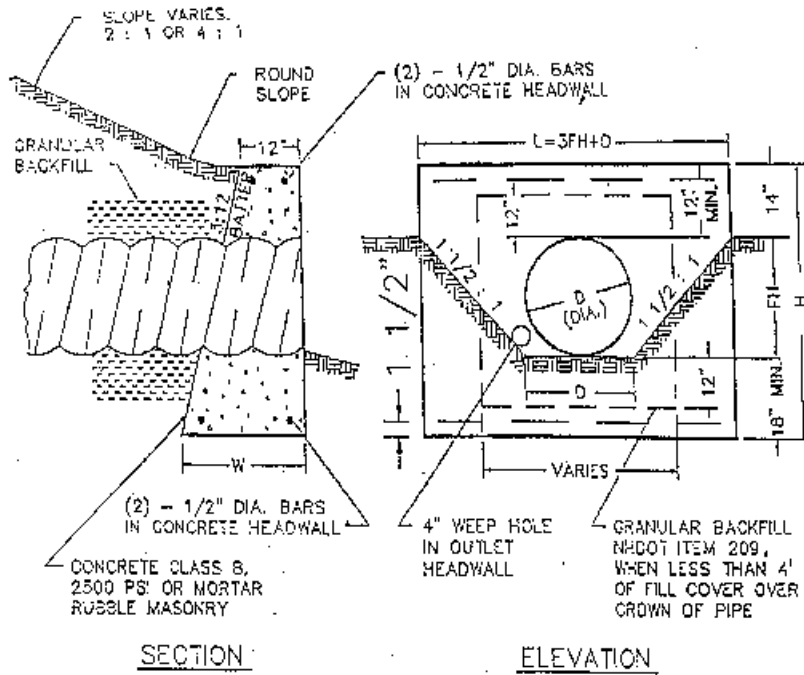 SLOPE VARIES.
2 : 1 OR 4 : 1
ROUND
SLOPE
(2) - 1/2" DIA. BARS
IN CONCRETE HEADWALL
GRANULAR
BACKFILL
12"
3:12
BATTER
W
(2) - 1/2" DIA. BARS
IN CONCRETE HEADWALL
CONCRETE CLASS B,
2500 PSI OR MORTAR
RUBBLE MASONRY
SECTION
L=3FH+D
12"
12"
MIN.
14"
1 1/2 : 1
1 1/2 : 1
D
(DIA.)
FH
H
1 1/2"
D
12"
18" MIN.
VARIES
4" WEEP HOLE
IN OUTLET
HEADWALL
GRANULAR BACKFILL
NHDOT ITEM 209,
WHEN LESS THAN 4'
OF FILL COVER OVER
CROWN OF PIPE
ELEVATION